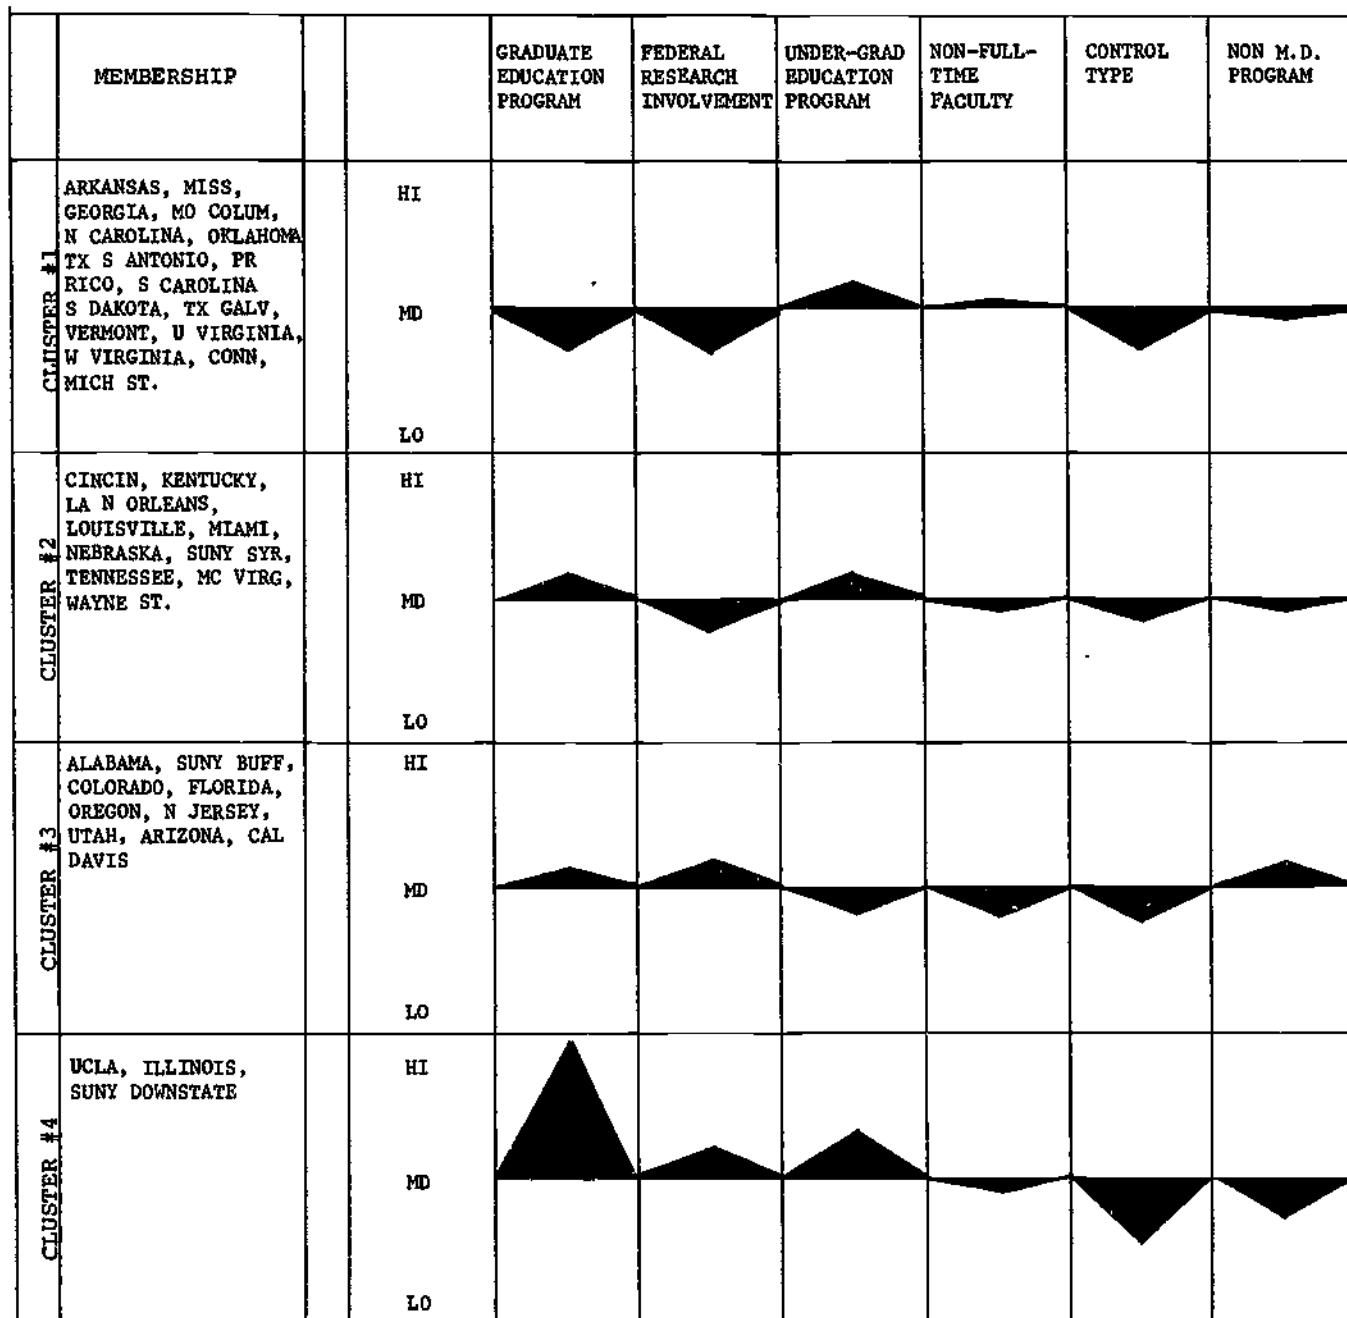 MEMBERSHIP
GRADUATE
EDUCATION
PROGRAM
FEDERAL
RESEARCH
INVOLVEMENT
UNDER-GRAD
EDUCATION
PROGRAM
NON-FULL-
TIME
FACULTY
CONTROL
TYPE
NON M.D.
PROGRAM
CLUSTER #1
ARKANSAS, MISS,
GEORGIA, MO COLUM,
N CAROLINA, OKLAHOMA
TX S ANTONIO, PR
RICO, S CAROLINA
S DAKOTA, TX GALV,
VERMONT, U VIRGINIA,
W VIRGINIA, CONN,
MICH ST.
HI
MD
LO
CLUSTER #2
CINCIN, KENTUCKY,
LA N ORLEANS,
LOUISVILLE, MIAMI,
NEBRASKA, SUNY SYR,
TENNESSEE, MC VIRG,
WAYNE ST.
HI
MD
LO
CLUSTER #3
ALABAMA, SUNY BUFF,
COLORADO, FLORIDA,
OREGON, N JERSEY,
UTAH, ARIZONA, CAL
DAVIS
HI
MD
LO
CLUSTER #4
UCLA, ILLINOIS,
SUNY DOWNSTATE
HI
MD
LO